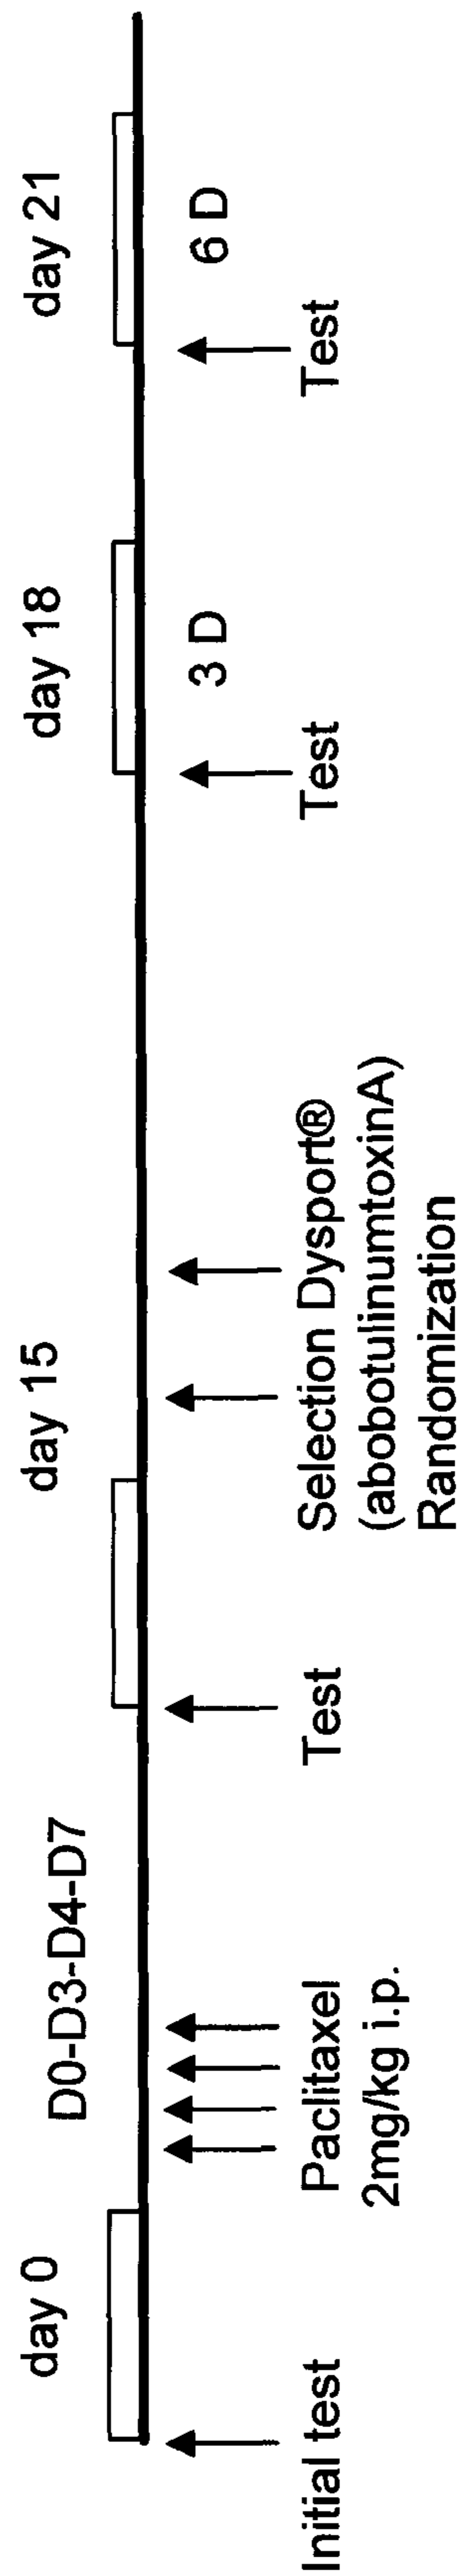 day 0
D0-D3-D4-D7
day 15
day 18
day 21
3 D
6 D
Initial test
Paclitaxel
2mg/kg i.p.
Test
Selection Dysport®
(abobotulinumtoxinA)
Randomization
Test
Test